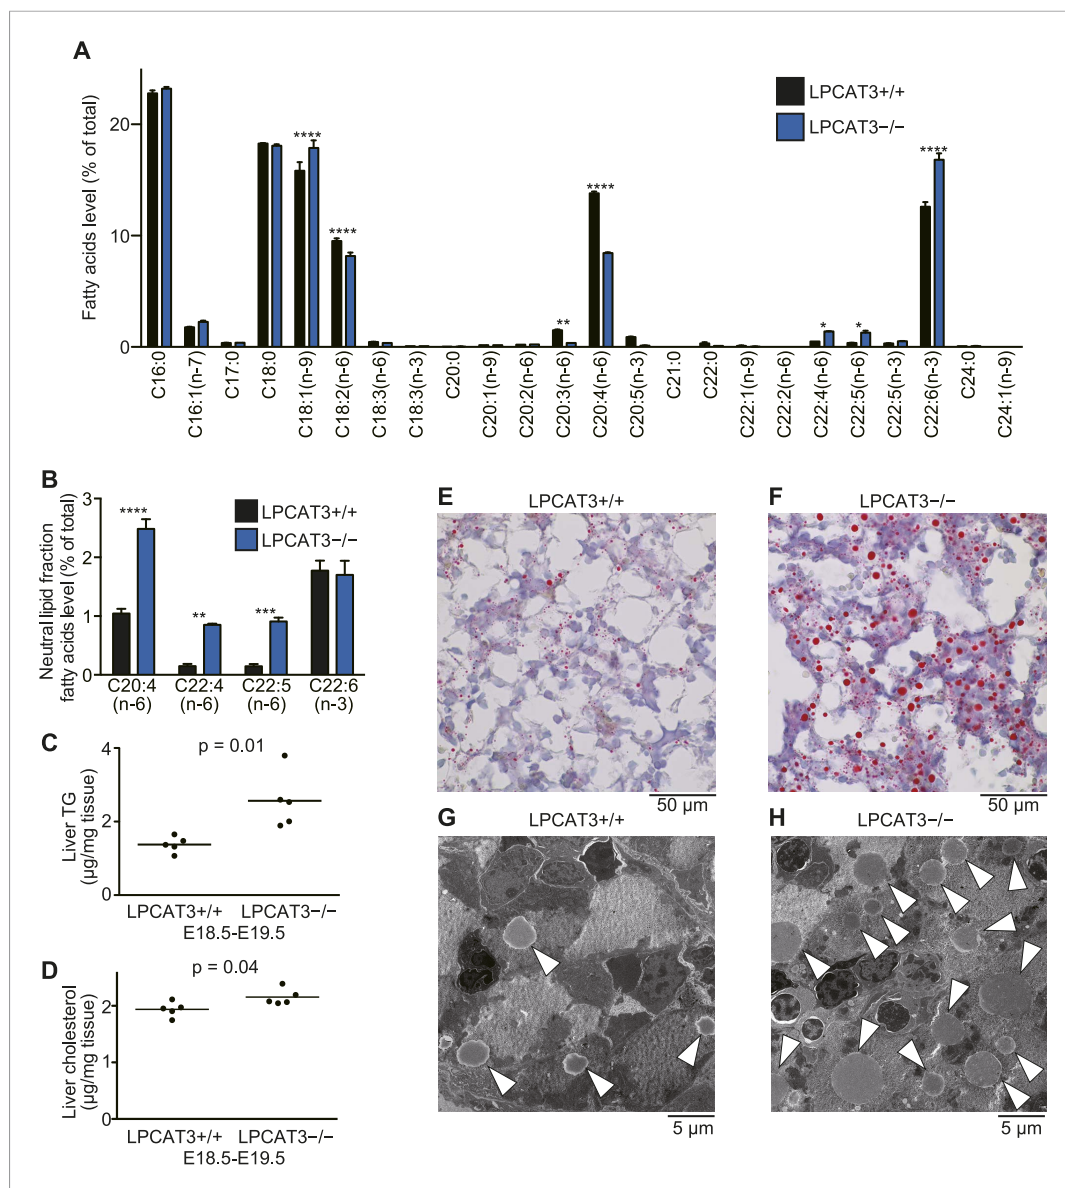 A
Fatty acids level (% of total)
20
10
0
LPCAT3+/+
LPCAT3−/−
**** **** ** **** * * ****
C16:0
C16:1(n-7)
C17:0
C18:0
C18:1(n-9)
C18:2(n-6)
C18:3(n-6)
C18:3(n-3)
C20:0
C20:1(n-9)
C20:2(n-6)
C20:3(n-6)
C20:4(n-6)
C20:5(n-3)
C21:0
C22:0
C22:1(n-9)
C22:2(n-6)
C22:4(n-6)
C22:5(n-6)
C22:5(n-3)
C22:6(n-3)
C24:0
C24:1(n-9)
B
Neutral lipid fraction
fatty acids level (% of total)
3
2
1
0
LPCAT3+/+
LPCAT3−/−
**** ** ***
C20:4 C22:4 C22:5 C22:6
(n-6) (n-6) (n-6) (n-3)
C
p = 0.01
Liver TG
(µg/mg tissue)
4
2
0
LPCAT3+/+ LPCAT3−/−
E18.5-E19.5
D
p = 0.04
Liver cholesterol
(µg/mg tissue)
2
1
0
LPCAT3+/+ LPCAT3−/−
E18.5-E19.5
E
LPCAT3+/+
50 µm
F
LPCAT3−/−
50 µm
G
LPCAT3+/+
5 µm
H
LPCAT3−/−
5 µm